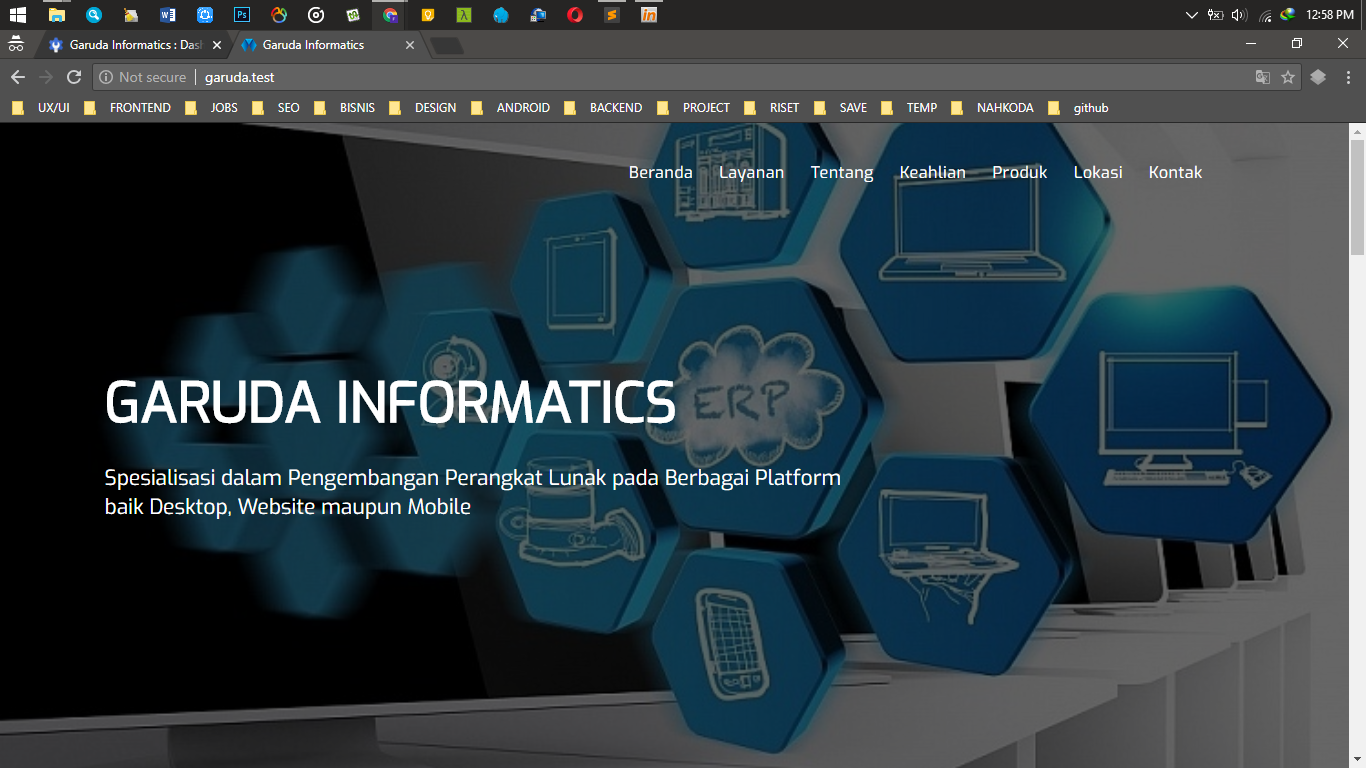 12:58 PM
Garuda Informatics : Das
Garuda Informatics
Not secure
garuda.test
UX/UI FRONTEND JOBS SEO BISNIS DESIGN ANDROID BACKEND PROJECT RISET SAVE TEMP NAHKODA github
Beranda Layanan Tentang Keahlian Produk Lokasi Kontak
ERP
GARUDA INFORMATICS
Spesialisasi dalam Pengembangan Perangkat Lunak pada Berbagai Platform
baik Desktop, Website maupun Mobile